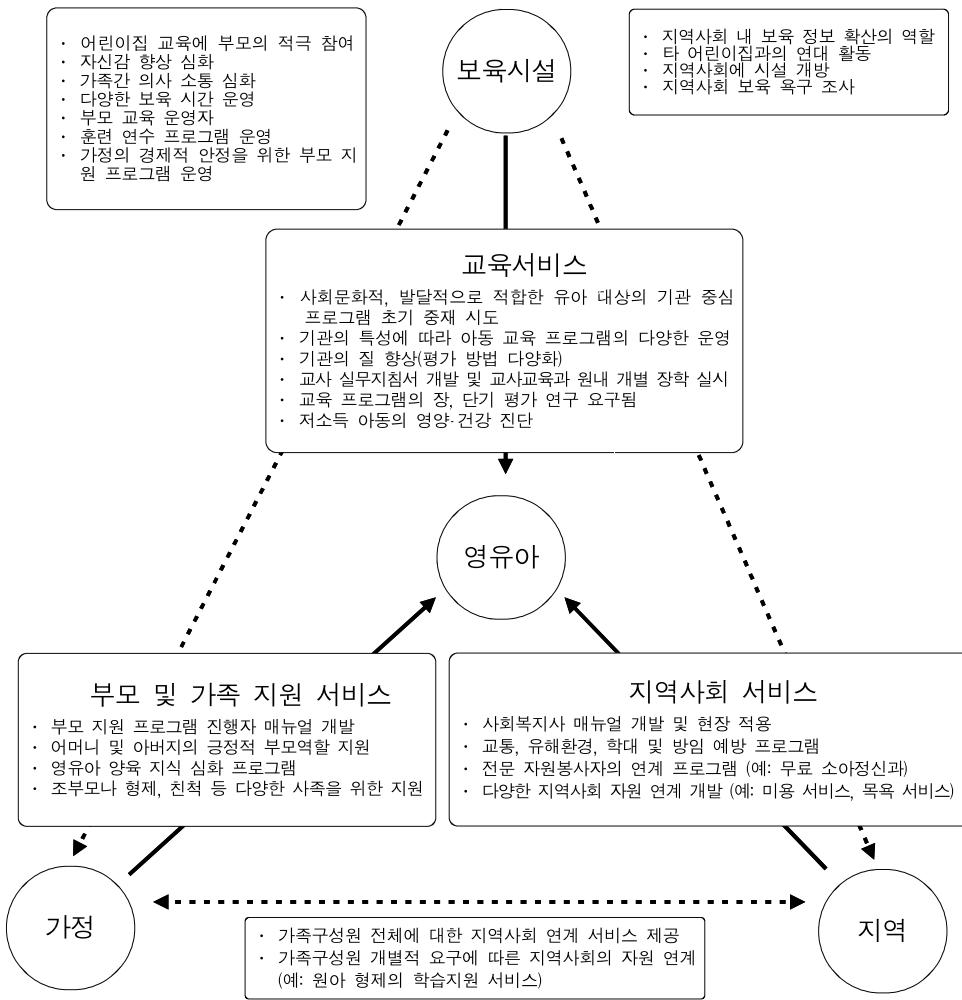 · 어린이집 교육에 부모의 적극 참여
· 자신감 향상 심화
· 가족간 의사 소통 심화
· 다양한 보육 시간 운영
· 부모 교육 운영자
· 훈련 연수 프로그램 운영
· 가정의 경제적 안정을 위한 부모 지
원 프로그램 운영
보육시설
· 지역사회 내 보육 정보 확산의 역할
· 타 어린이집과의 연대 활동
· 지역사회에 시설 개방
· 지역사회 보육 욕구 조사
교육서비스
· 사회문화적, 발달적으로 적합한 유아 대상의 기관 중심
프로그램 초기 중재 시도
· 기관의 특성에 따라 아동 교육 프로그램의 다양한 운영
· 기관의 질 향상(평가 방법 다양화)
· 교사 실무지침서 개발 및 교사교육과 원내 개별 장학 실시
· 교육 프로그램의 장, 단기 평가 연구 요구됨
· 저소득 아동의 영양·건강 진단
영유아
부모 및 가족 지원 서비스
· 부모 지원 프로그램 진행자 매뉴얼 개발
· 어머니 및 아버지의 긍정적 부모역할 지원
· 영유아 양육 지식 심화 프로그램
· 조부모나 형제, 친척 등 다양한 사족을 위한 지원
지역사회 서비스
· 사회복지사 매뉴얼 개발 및 현장 적용
· 교통, 유해환경, 학대 및 방임 예방 프로그램
· 전문 자원봉사자의 연계 프로그램 (예: 무료 소아정신과)
· 다양한 지역사회 자원 연계 개발 (예: 미용 서비스, 목욕 서비스)
가정
지역
· 가족구성원 전체에 대한 지역사회 연계 서비스 제공
· 가족구성원 개별적 요구에 따른 지역사회의 자원 연계
(예: 원아 형제의 학습지원 서비스)